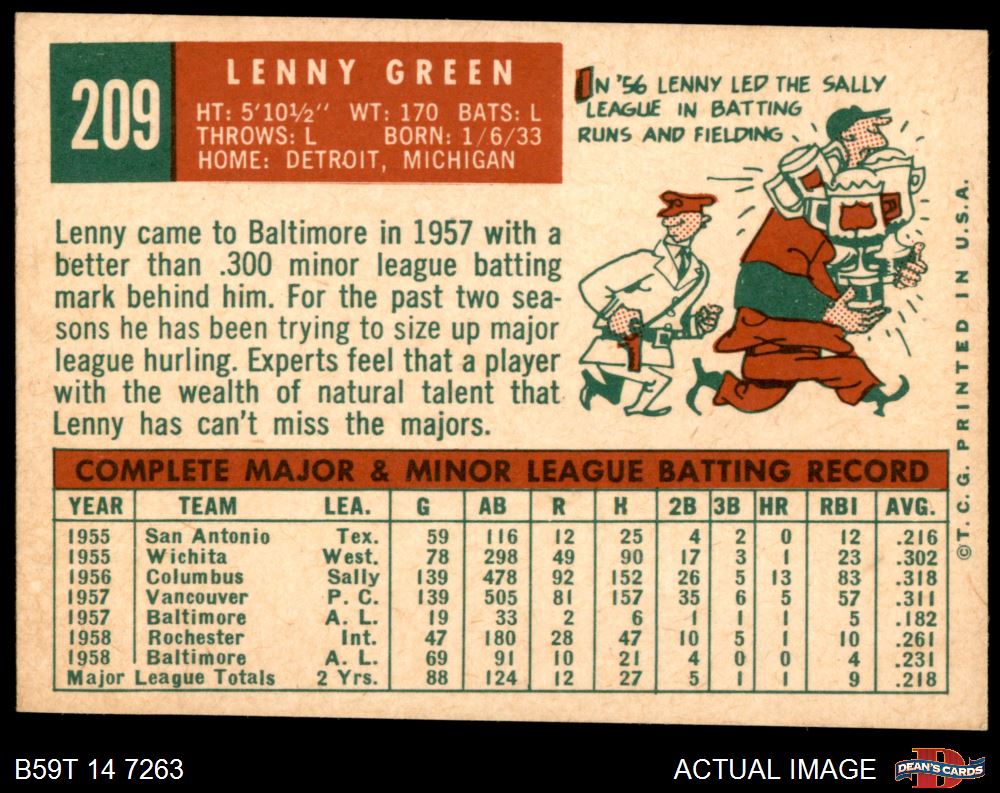 209
LENNY GREEN
HT: 5'10½" WT: 170 BATS: L
THROWS: L BORN: 1/6/33
HOME: DETROIT, MICHIGAN
IN '56 LENNY LED THE SALLY
LEAGUE IN BATTING
RUNS AND FIELDING
Lenny came to Baltimore in 1957 with a
better than .300 minor league batting
mark behind him. For the past two sea-
sons he has been trying to size up major
league hurling. Experts feel that a player
with the wealth of natural talent that
Lenny has can't miss the majors.
COMPLETE MAJOR & MINOR LEAGUE BATTING RECORD
YEAR TEAM LEA. G AB R H 2B 3B HR RBI AVG.
1955 San Antonio Tex. 59 116 12 25 4 2 0 12 .216
1955 Wichita West. 78 298 49 90 17 3 1 23 .302
1956 Columbus Sally 139 478 92 152 26 5 13 83 .318
1957 Vancouver P. C. 139 505 81 157 35 6 5 57 .311
1957 Baltimore A. L. 19 33 2 6 1 1 1 5 .182
1958 Rochester Int. 47 180 28 47 10 5 1 10 .261
1958 Baltimore A. L. 69 91 10 21 4 0 0 4 .231
Major League Totals 2 Yrs. 88 124 12 27 5 1 1 9 .218
©T. C. G. PRINTED IN U.S.A.
B59T 14 7263
ACTUAL IMAGE
DEAN'S CARDS